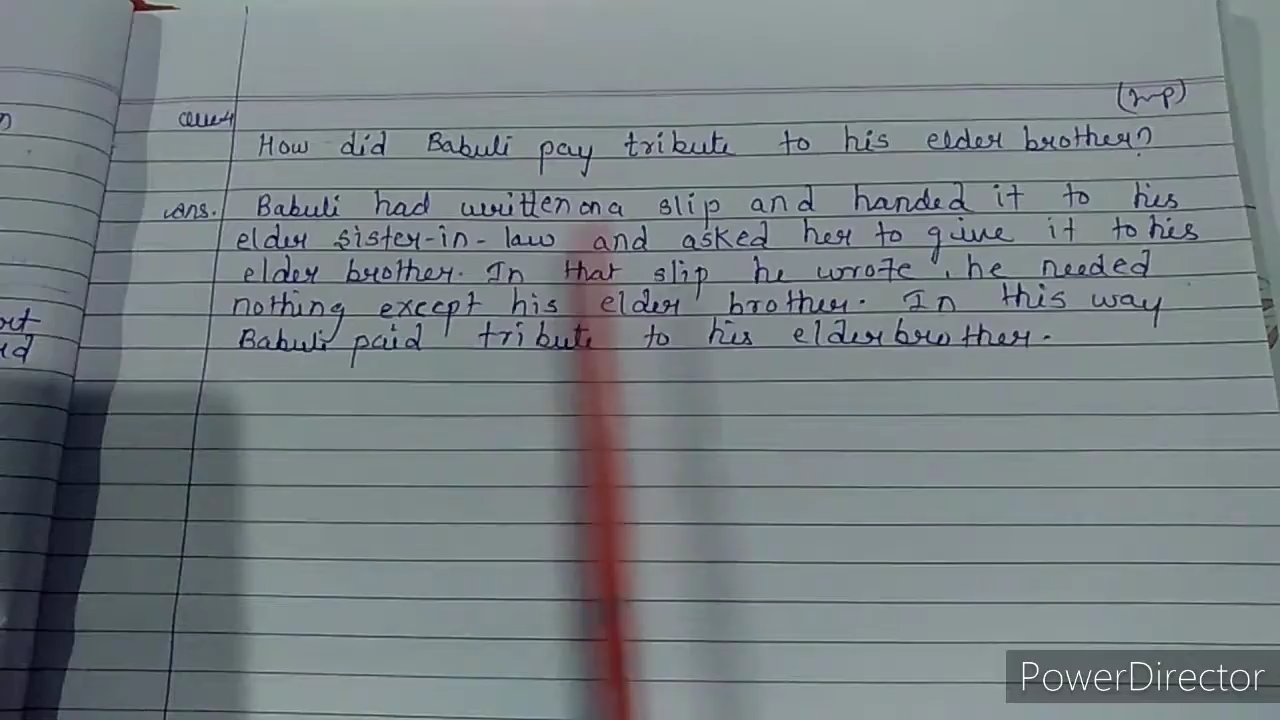 (Imp)
Ques4
How did Babuli pay tribute to his elder brother?
Ans. Babuli had written on a slip and handed it to his
elder sister-in-law and asked her to give it to his
elder brother. In that slip he wrote, he needed
nothing except his elder brother. In this way
Babuli paid tribute to his elder brother.
PowerDirector